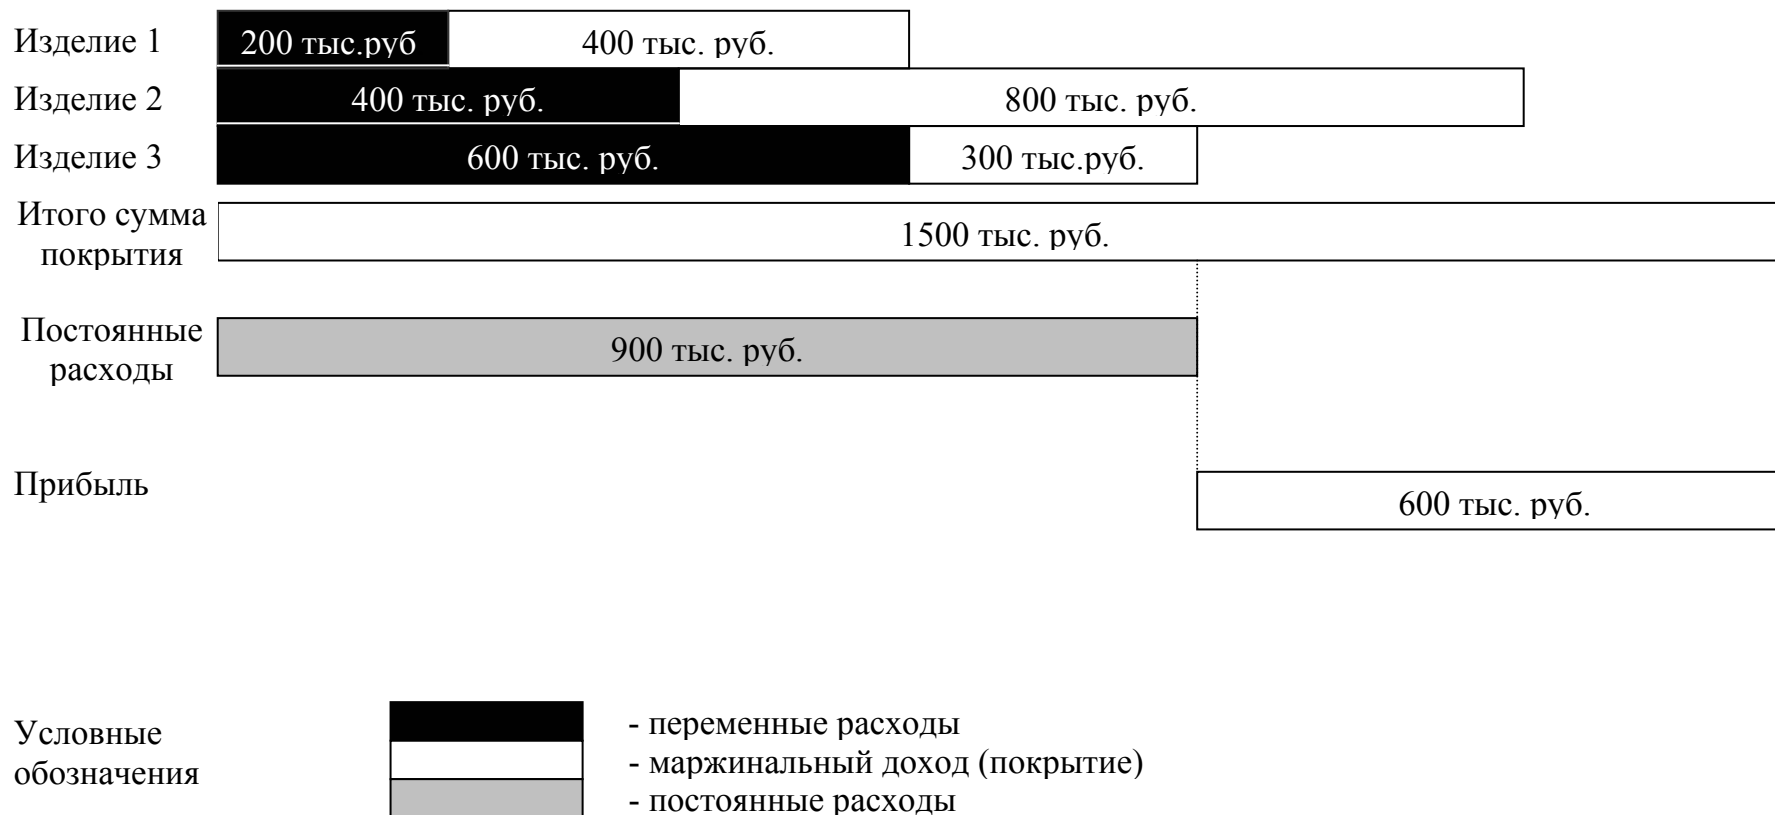 Изделие 1 200 тыс.руб 400 тыс. руб.
Изделие 2 400 тыс. руб. 800 тыс. руб.
Изделие 3 600 тыс. руб. 300 тыс.руб.
Итого сумма
покрытия
1500 тыс. руб.
Постоянные
расходы
900 тыс. руб.
Прибыль
600 тыс. руб.
Условные
обозначения
- переменные расходы
- маржинальный доход (покрытие)
- постоянные расходы